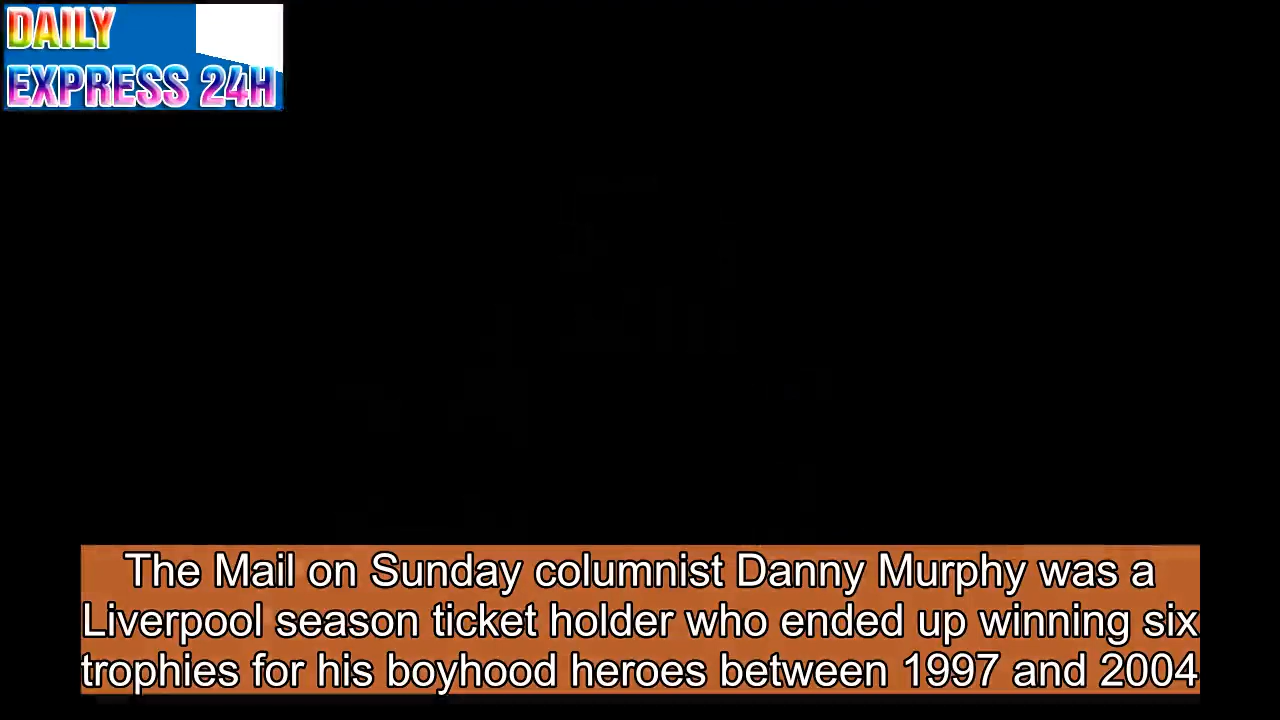 DAILY
EXPRESS 24H
The Mail on Sunday columnist Danny Murphy was a
Liverpool season ticket holder who ended up winning six
trophies for his boyhood heroes between 1997 and 2004